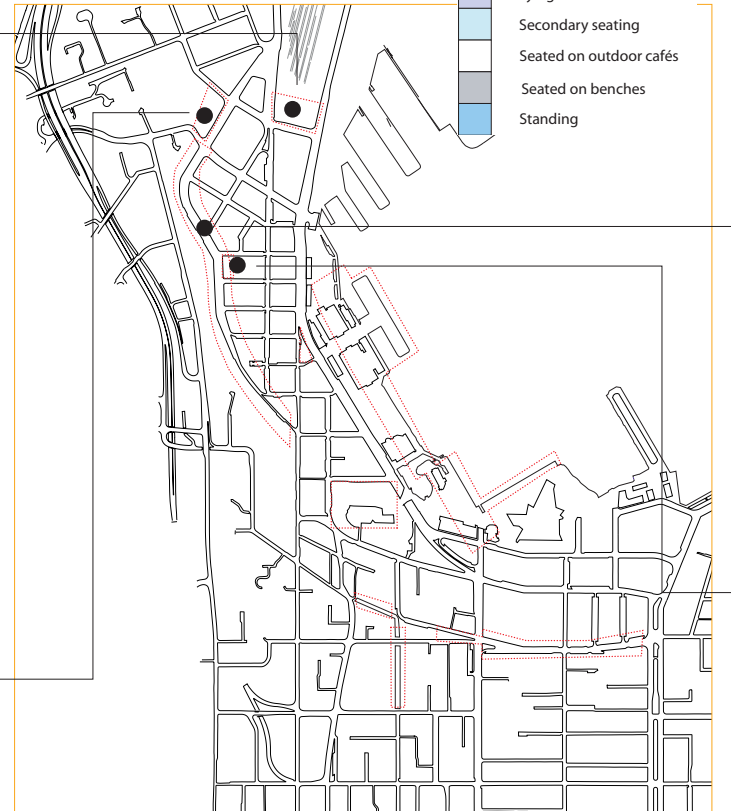 Secondary seating
Seated on outdoor cafés
Seated on benches
Standing